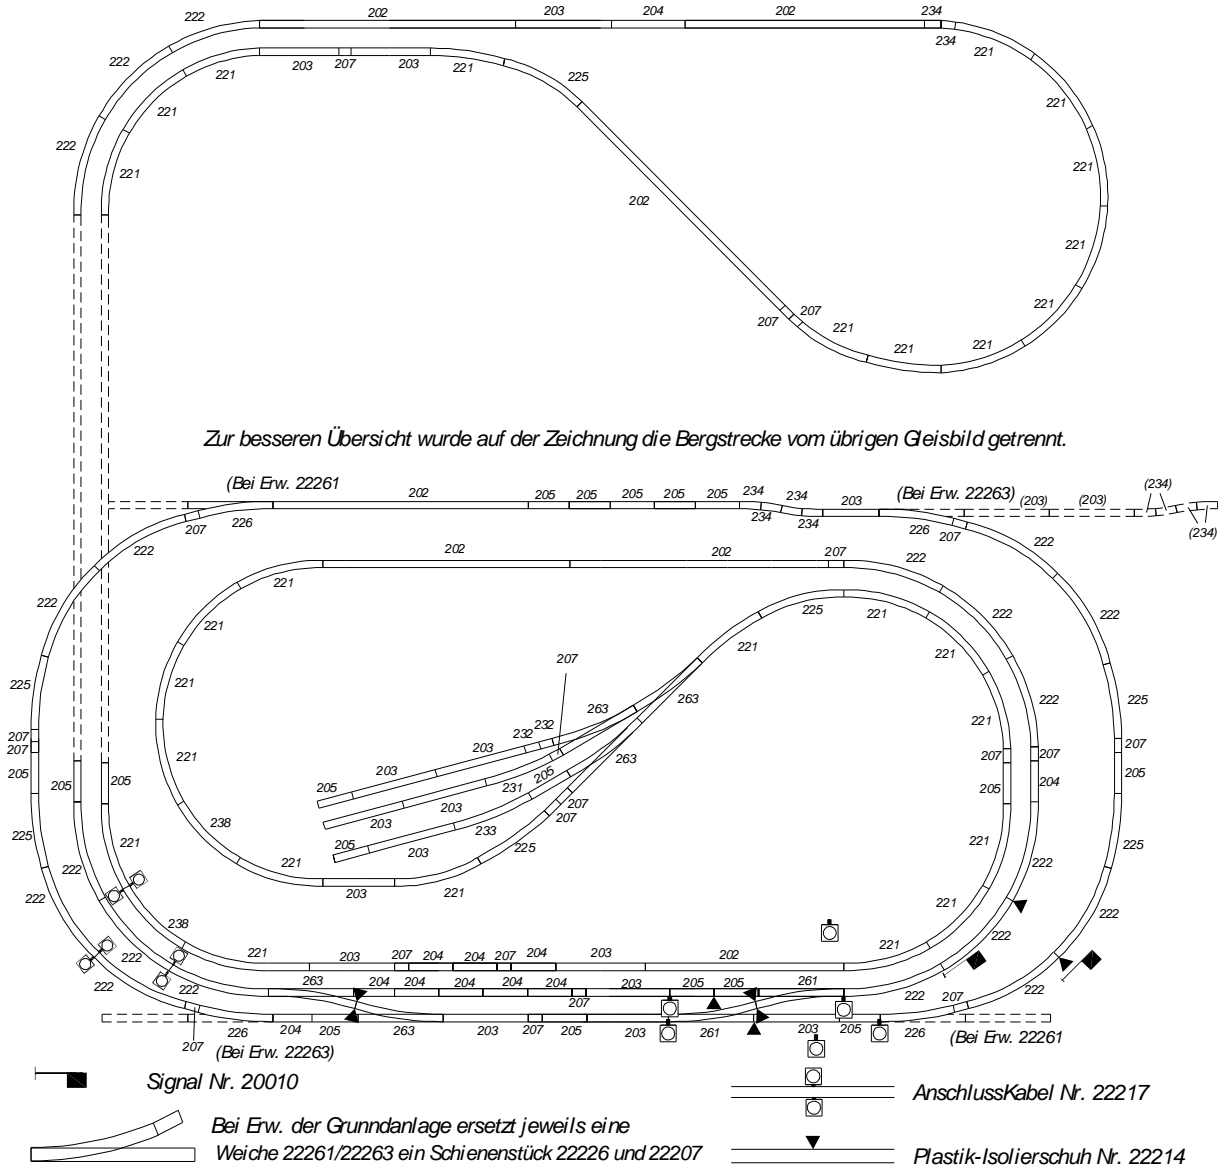 222 202 203 204 202 234
222 234 221
221 203 207 203 221
225
221 221
222 221 221
202
221
207 221
207 221 221 221
Zur besseren Übersicht wurde auf der Zeichnung die Bergstrecke vom übrigen Gleisbild getrennt.
(Bei Erw. 22261 202 205 205 205 205 205 234 234 203 (Bei Erw. 22263) (203) (203) (234)
207 226 234 234 226 207 222 (234)
222 202 202 207 222
221 225 221 222 222
222 221 221 221
207
225 221 263 263 221 222 225
207 232 232 263 221 207
207 203 207 207
205 205 205 203 231 205 205 204 205
221 203 207
225 221 238 205 203 233 207 225 221 222 225
222 222 221 203 221 221 222
238 222
222 221 203 207 204 204 207 204 203 202 221
222 263 204 204 204 204 203 205 205 261 222 207
207
226 204 205 263 203 207 205 203 261 203 205 226
207 (Bei Erw. 22263) (Bei Erw. 22261
Signal Nr. 20010
AnschlussKabel Nr. 22217
Bei Erw. der Grunndanlage ersetzt jeweils eine
Weiche 22261/22263 ein Schienenstück 22226 und 22207
Plastik-Isolierschuh Nr. 22214